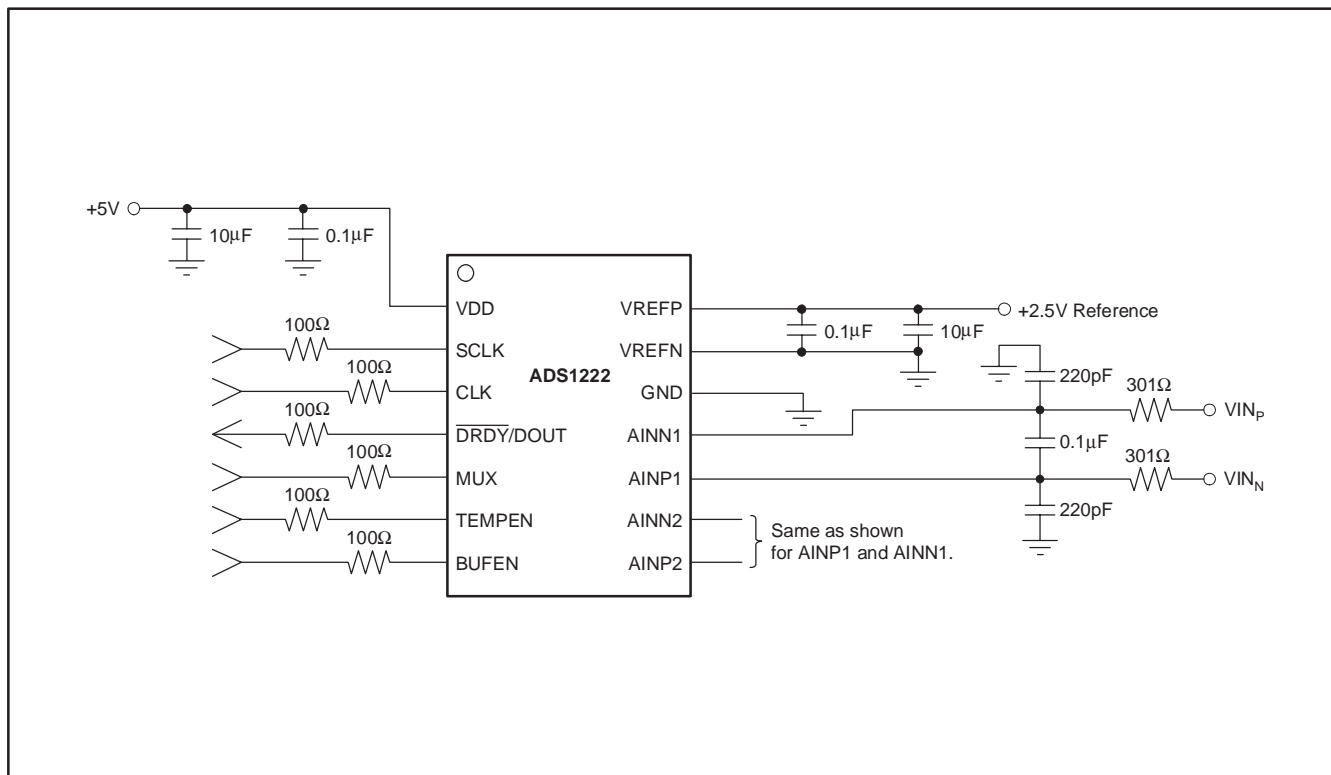 +5V
10µF
0.1µF
VDD
VREFP
+2.5V Reference
0.1µF
10µF
100Ω
SCLK
VREFN
ADS1222
100Ω
CLK
GND
220pF
301Ω
VINP
100Ω
DRDY/DOUT
AINN1
0.1µF
100Ω
MUX
AINP1
301Ω
VINN
220pF
100Ω
TEMPEN
AINN2
Same as shown
for AINP1 and AINN1.
100Ω
BUFEN
AINP2